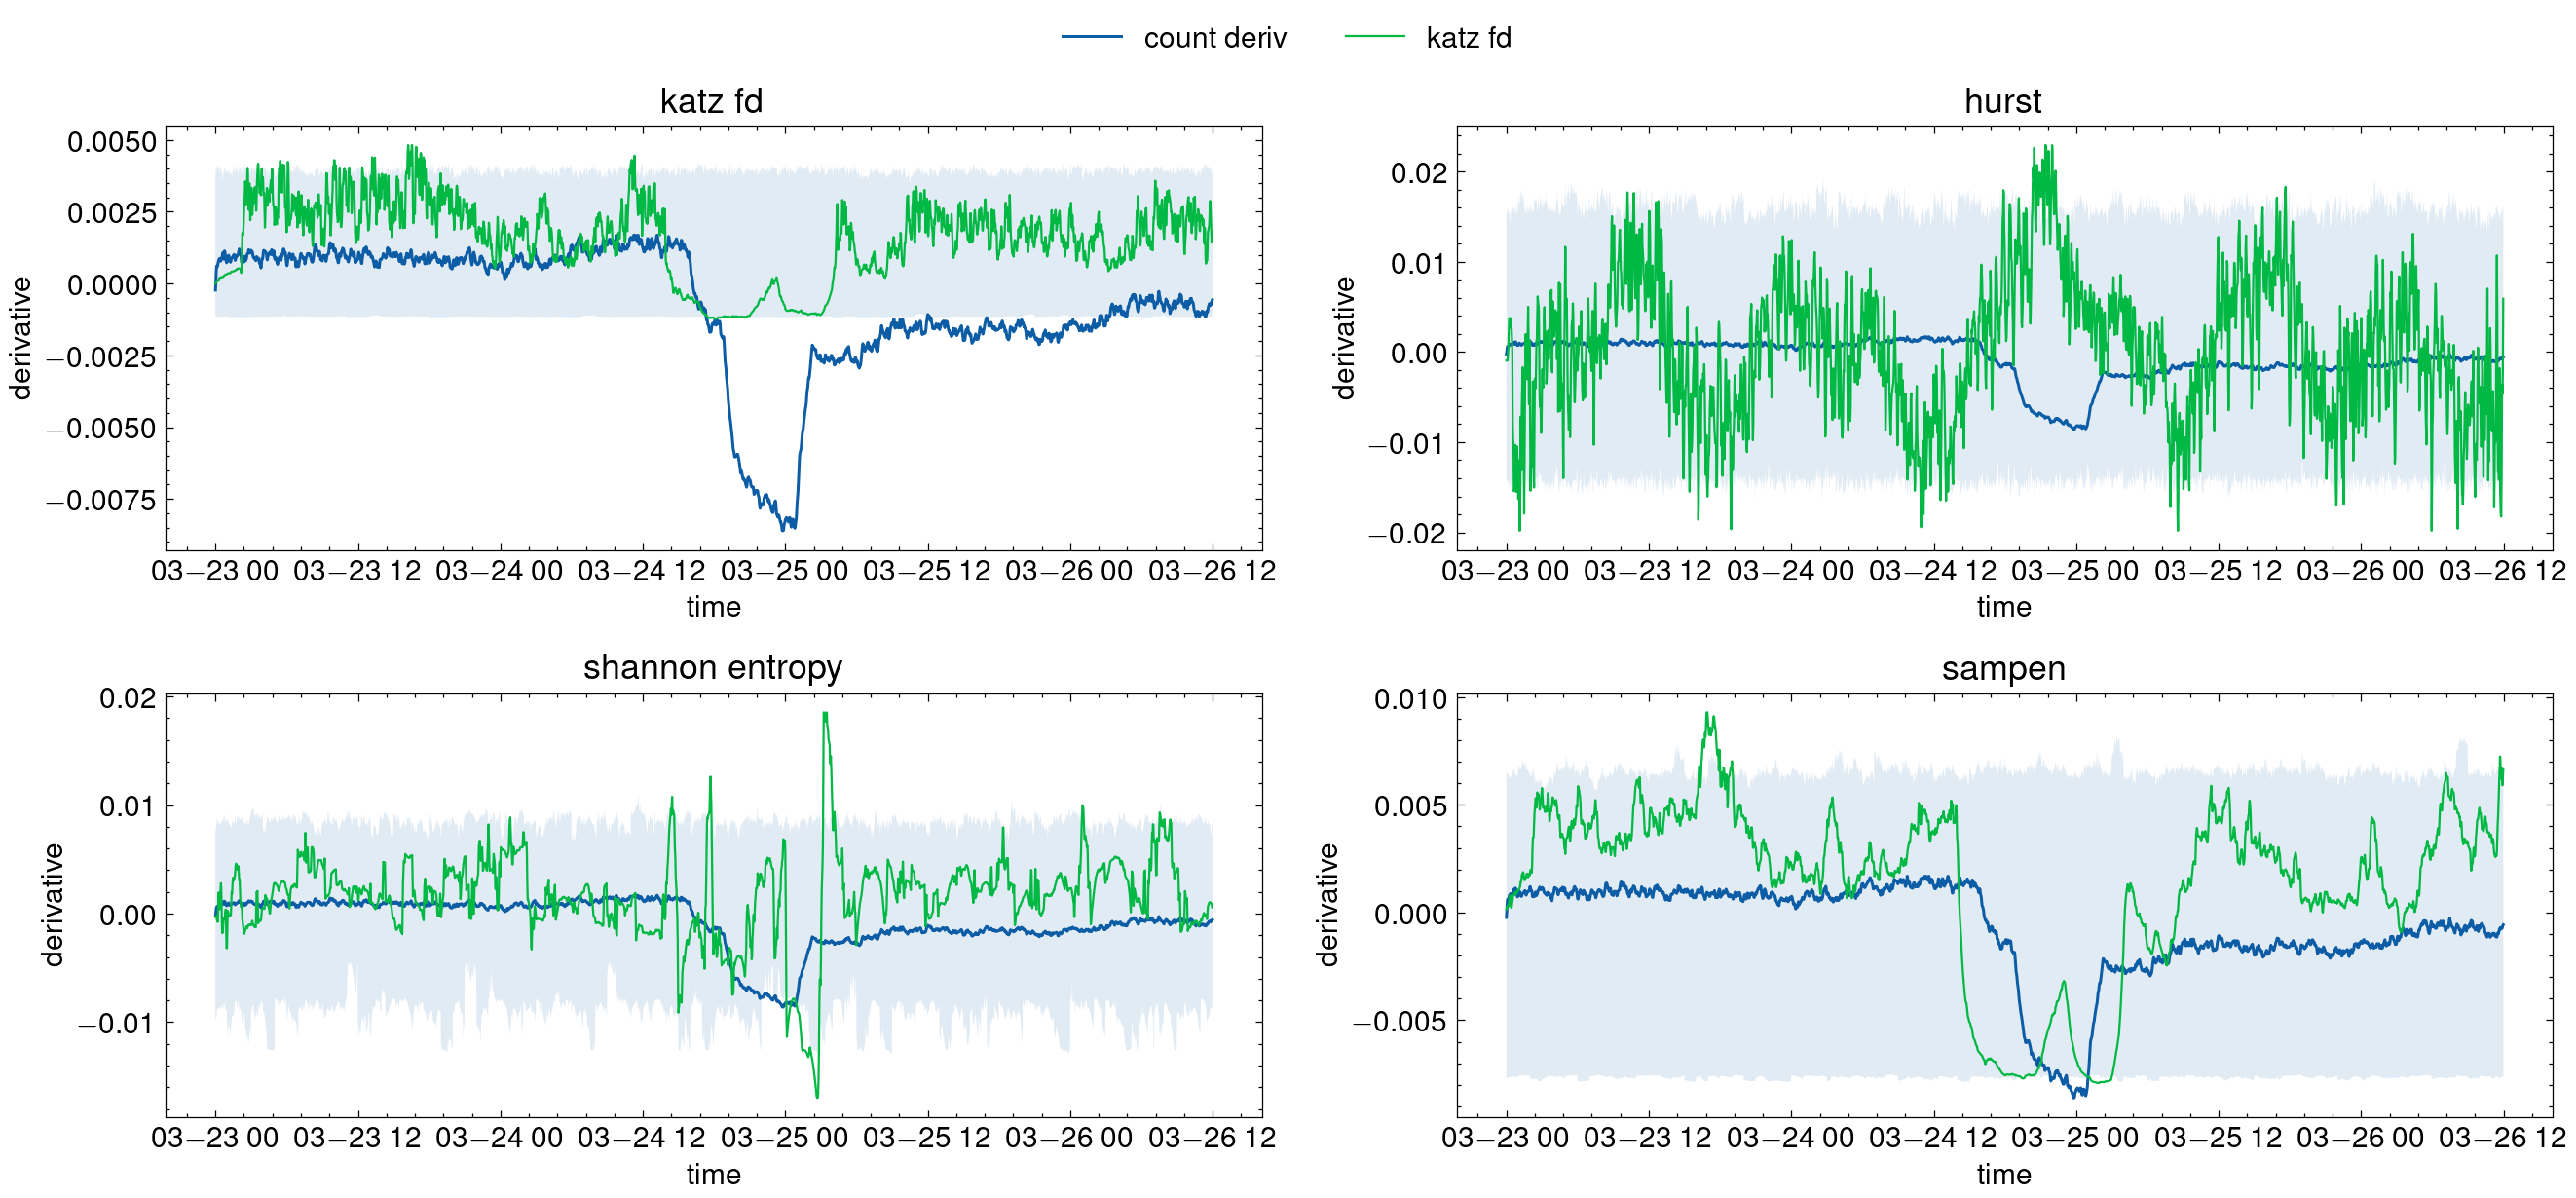 count deriv katz fd
katz fd
0.0050
0.0025
0.0000
−0.0025
−0.0050
−0.0075
derivative
03−23 00 03−23 12 03−24 00 03−24 12 03−25 00 03−25 12 03−26 00 03−26 12
time
hurst
0.02
0.01
0.00
−0.01
−0.02
derivative
03−23 00 03−23 12 03−24 00 03−24 12 03−25 00 03−25 12 03−26 00 03−26 12
time
shannon entropy
0.02
0.01
0.00
−0.01
derivative
03−23 00 03−23 12 03−24 00 03−24 12 03−25 00 03−25 12 03−26 00 03−26 12
time
sampen
0.010
0.005
0.000
−0.005
derivative
03−23 00 03−23 12 03−24 00 03−24 12 03−25 00 03−25 12 03−26 00 03−26 12
time